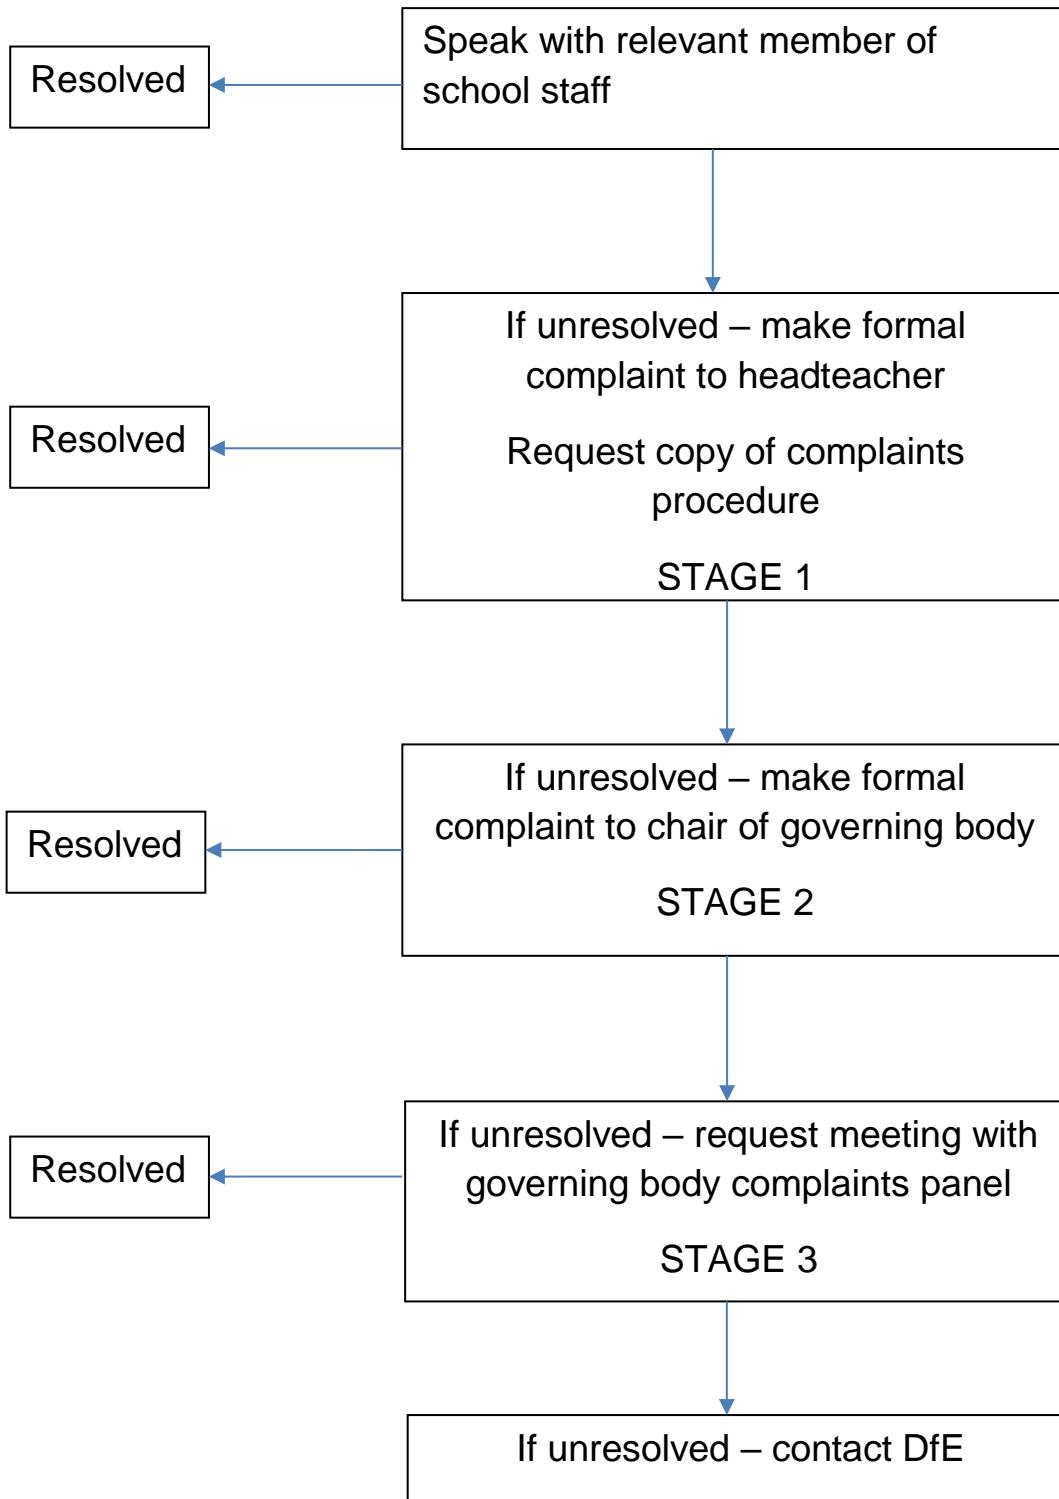 Speak with relevant member of
school staff
Resolved
If unresolved – make formal
complaint to headteacher
Request copy of complaints
procedure
STAGE 1
Resolved
If unresolved – make formal
complaint to chair of governing body
STAGE 2
Resolved
If unresolved – request meeting with
governing body complaints panel
STAGE 3
Resolved
If unresolved – contact DfE